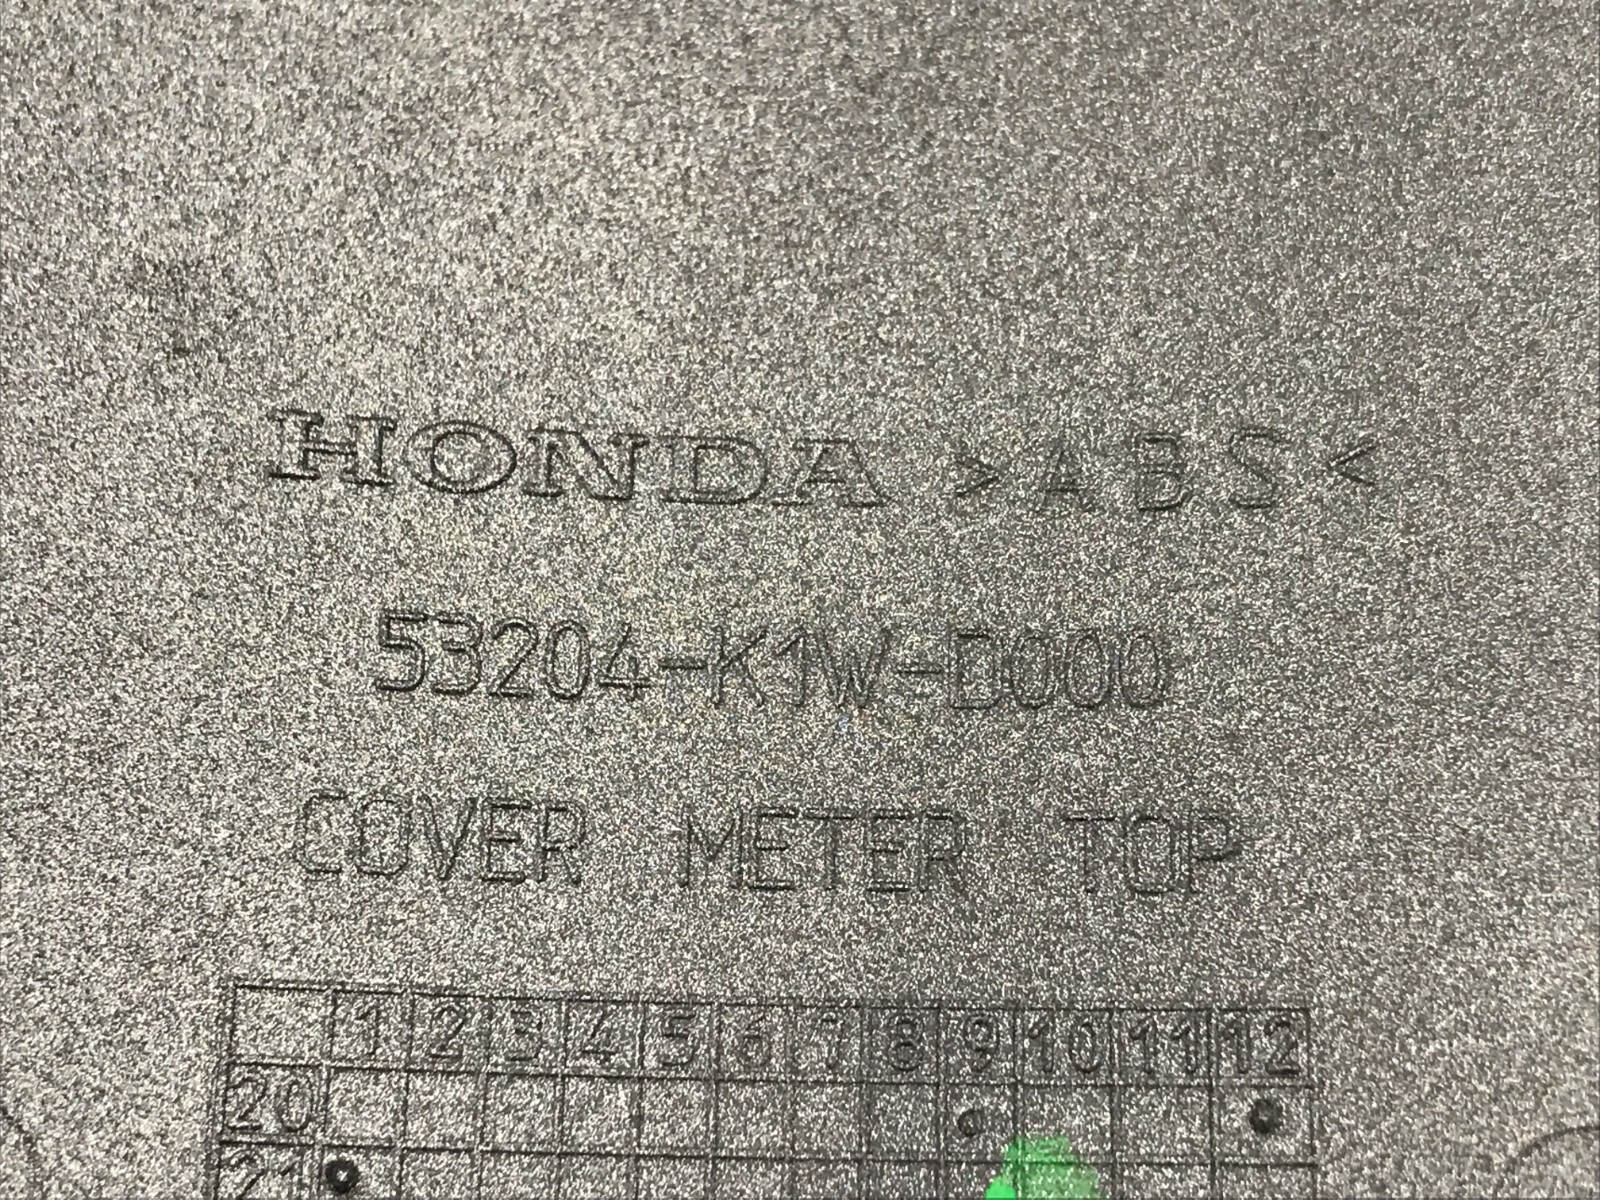 HONDA >ABS<
53204-K1W-D000
COVER METER TOP
1 2 3 4 5 6 7 8 9 10 11 12
20
21